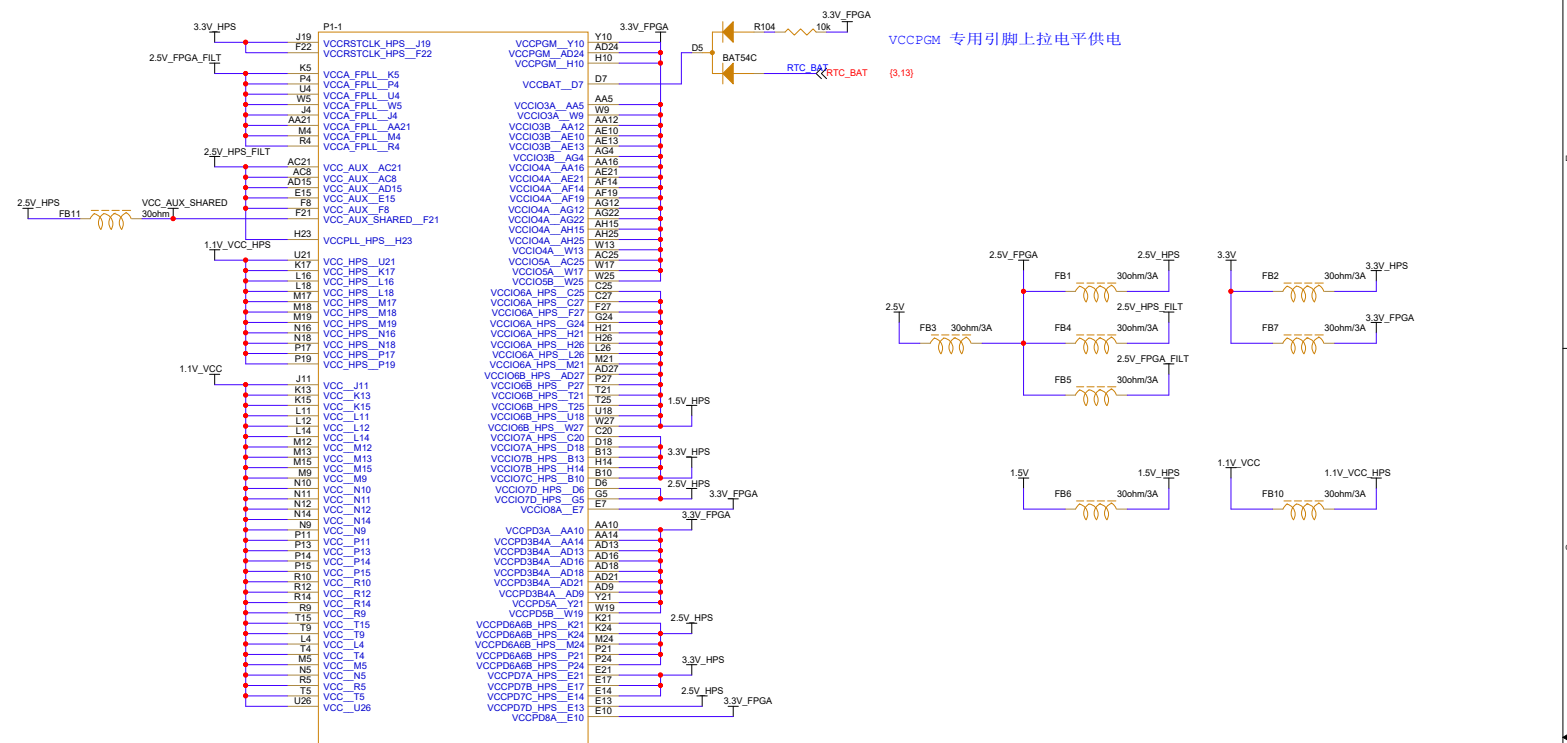 P1-1
3.3V_HPS
J19 VCCRSTCLK_HPS__J19
F22 VCCRSTCLK_HPS__F22
2.5V_FPGA_FILT
K5 VCCA_FPLL__K5
P4 VCCA_FPLL__P4
U4 VCCA_FPLL__U4
W5 VCCA_FPLL__W5
J4 VCCA_FPLL__J4
AA21 VCCA_FPLL__AA21
M4 VCCA_FPLL__M4
R4 VCCA_FPLL__R4
2.5V_HPS_FILT
AC21 VCC_AUX__AC21
AC8 VCC_AUX__AC8
AD15 VCC_AUX__AD15
E15 VCC_AUX__E15
F8 VCC_AUX__F8
F21 VCC_AUX_SHARED__F21
2.5V_HPS
FB11
30ohm
VCC_AUX_SHARED
H23 VCCPLL_HPS__H23
1.1V_VCC_HPS
U21 VCC_HPS__U21
K17 VCC_HPS__K17
L16 VCC_HPS__L16
L18 VCC_HPS__L18
M17 VCC_HPS__M17
M18 VCC_HPS__M18
M19 VCC_HPS__M19
N16 VCC_HPS__N16
N18 VCC_HPS__N18
P17 VCC_HPS__P17
P19 VCC_HPS__P19
1.1V_VCC
J11 VCC__J11
K13 VCC__K13
K15 VCC__K15
L11 VCC__L11
L12 VCC__L12
L14 VCC__L14
M12 VCC__M12
M13 VCC__M13
M15 VCC__M15
M9 VCC__M9
N10 VCC__N10
N11 VCC__N11
N12 VCC__N12
N14 VCC__N14
N9 VCC__N9
P11 VCC__P11
P13 VCC__P13
P14 VCC__P14
P15 VCC__P15
R10 VCC__R10
R12 VCC__R12
R14 VCC__R14
R9 VCC__R9
T15 VCC__T15
T9 VCC__T9
L4 VCC__L4
T4 VCC__T4
M5 VCC__M5
N5 VCC__N5
R5 VCC__R5
T5 VCC__T5
U26 VCC__U26
3.3V_FPGA
VCCPGM__Y10 Y10
VCCPGM__AD24 AD24
VCCPGM__H10 H10
VCCBAT__D7 D7
VCCIO3A__AA5 AA5
VCCIO3A__W9 W9
VCCIO3B__AA12 AA12
VCCIO3B__AE10 AE10
VCCIO3B__AE13 AE13
VCCIO3B__AG4 AG4
VCCIO4A__AA16 AA16
VCCIO4A__AE21 AE21
VCCIO4A__AF14 AF14
VCCIO4A__AF19 AF19
VCCIO4A__AG12 AG12
VCCIO4A__AG22 AG22
VCCIO4A__AH15 AH15
VCCIO4A__AH25 AH25
VCCIO4A__W13 W13
VCCIO5A__AC25 AC25
VCCIO5A__W17 W17
VCCIO5B__W25 W25
VCCIO6A_HPS__C25 C25
VCCIO6A_HPS__C27 C27
VCCIO6A_HPS__F27 F27
VCCIO6A_HPS__G24 G24
VCCIO6A_HPS__H21 H21
VCCIO6A_HPS__H26 H26
VCCIO6A_HPS__L26 L26
VCCIO6A_HPS__M21 M21
VCCIO6B_HPS__AD27 AD27
VCCIO6B_HPS__P27 P27
VCCIO6B_HPS__T21 T21
VCCIO6B_HPS__T25 T25
VCCIO6B_HPS__U18 U18
VCCIO6B_HPS__W27 W27
1.5V_HPS
VCCIO7A_HPS__C20 C20
VCCIO7A_HPS__D18 D18
VCCIO7B_HPS__B13 B13
VCCIO7B_HPS__H14 H14
VCCIO7C_HPS__B10 B10
3.3V_HPS
VCCIO7D_HPS__D6 D6
VCCIO7D_HPS__G5 G5
2.5V_HPS
VCCIO8A__E7 E7
3.3V_FPGA
3.3V_FPGA
VCCPD3A__AA10 AA10
VCCPD3B4A__AA14 AA14
VCCPD3B4A__AD13 AD13
VCCPD3B4A__AD16 AD16
VCCPD3B4A__AD18 AD18
VCCPD3B4A__AD21 AD21
VCCPD3B4A__AD9 AD9
VCCPD5A__Y21 Y21
VCCPD5B__W19 W19
VCCPD6A6B_HPS__K21 K21
VCCPD6A6B_HPS__K24 K24
VCCPD6A6B_HPS__M24 M24
VCCPD6A6B_HPS__P21 P21
VCCPD6A6B_HPS__P24 P24
2.5V_HPS
VCCPD7A_HPS__E21 E21
VCCPD7B_HPS__E17 E17
VCCPD7C_HPS__E14 E14
3.3V_HPS
VCCPD7D_HPS__E13 E13
2.5V_HPS
VCCPD8A__E10 E10
3.3V_FPGA
D5
BAT54C
R104
10k
3.3V_FPGA
RTC_BAT
RTC_BAT
{3,13}
VCCPGM 专用引脚上拉电平供电
2.5V
FB3 30ohm/3A
2.5V_FPGA
FB1 30ohm/3A
2.5V_HPS
FB4 30ohm/3A
2.5V_HPS_FILT
FB5 30ohm/3A
2.5V_FPGA_FILT
3.3V
FB2 30ohm/3A
3.3V_HPS
FB7 30ohm/3A
3.3V_FPGA
1.5V
FB6 30ohm/3A
1.5V_HPS
1.1V_VCC
FB10 30ohm/3A
1.1V_VCC_HPS